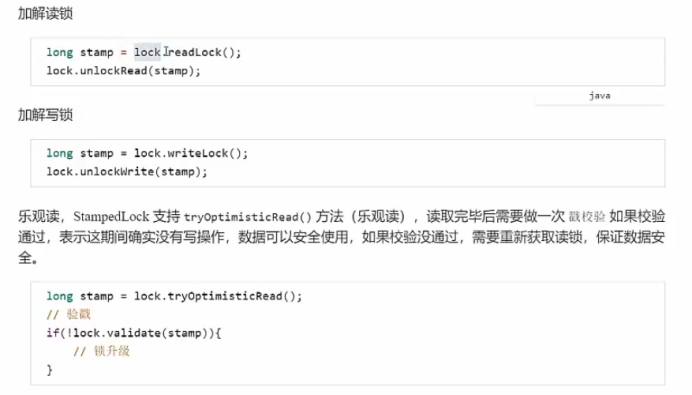 加解读锁
long stamp = lock.readLock();
lock.unlockRead(stamp);
java
加解写锁
long stamp = lock.writeLock();
lock.unlockWrite(stamp);
乐观读，StampedLock 支持 tryOptimisticRead() 方法（乐观读），读取完毕后需要做一次 戳校验 如果校验
通过，表示这期间确实没有写操作，数据可以安全使用，如果校验没通过，需要重新获取读锁，保证数据安
全。
long stamp = lock.tryOptimisticRead();
// 验戳
if(!lock.validate(stamp)){
// 锁升级
}